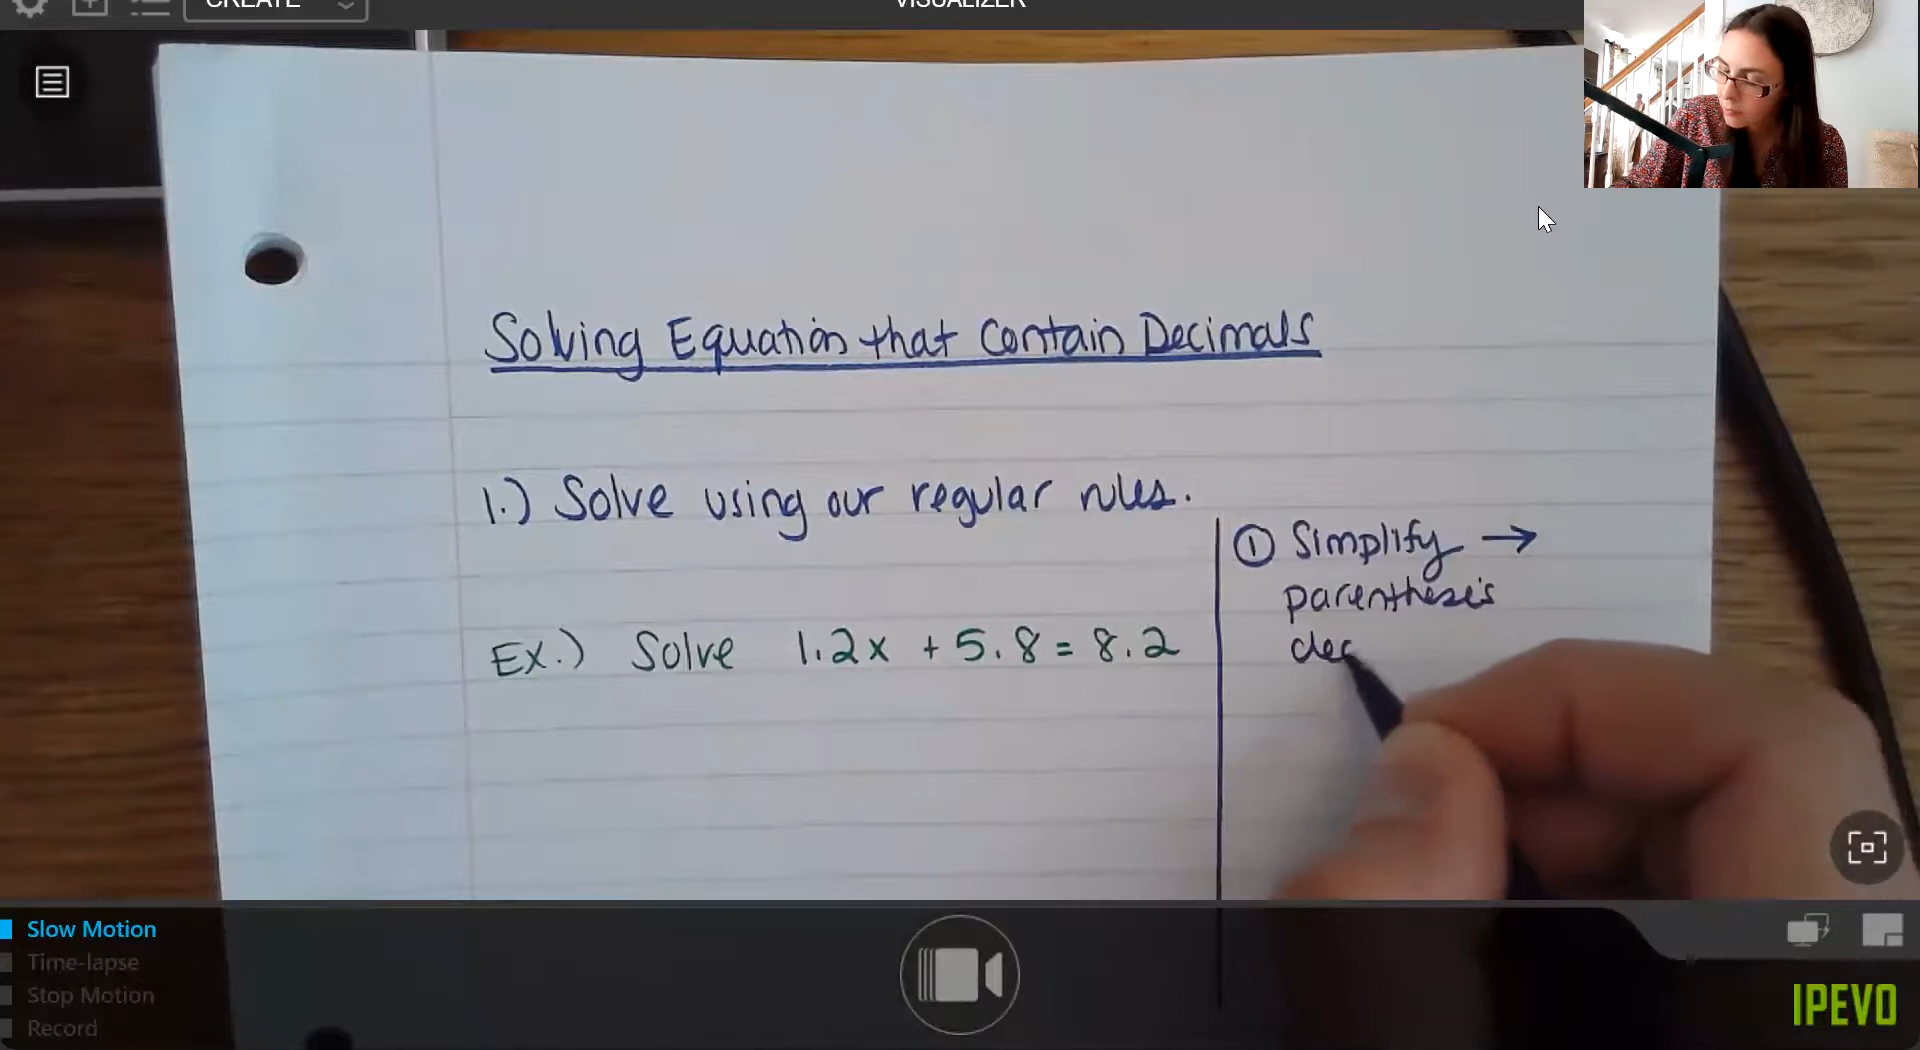 CREATE
VISUALIZER
Solving Equation that Contain Decimals
1.) Solve using our regular rules.
① Simplify →
parenthesis
dec
Ex.) Solve 1.2x + 5.8 = 8.2
Slow Motion
Time-lapse
Stop Motion
Record
IPEVO